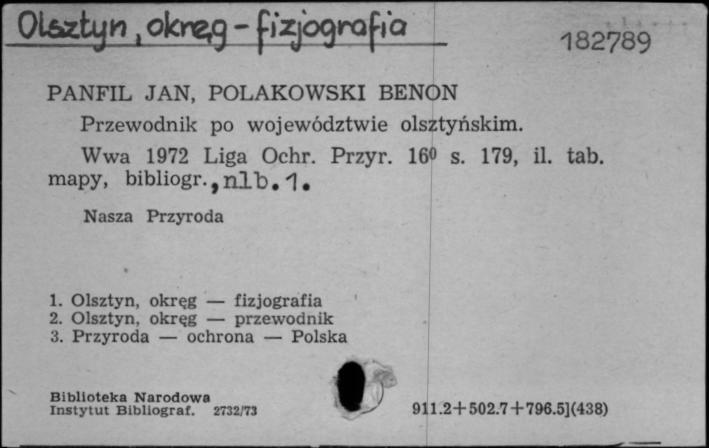 Olsztyn, okręg - fizjografia
182789
PANFIL JAN, POLAKOWSKI BENON
Przewodnik po województwie olsztyńskim.
Wwa 1972 Liga Ochr. Przyr. 16⁰ s. 179, il. tab.
mapy, bibliogr., nlb. 1.
Nasza Przyroda
1. Olsztyn, okręg — fizjografia
2. Olsztyn, okręg — przewodnik
3. Przyroda — ochrona — Polska
Biblioteka Narodowa
Instytut Bibliograf. 2732/73
911.2+502.7+796.5](438)